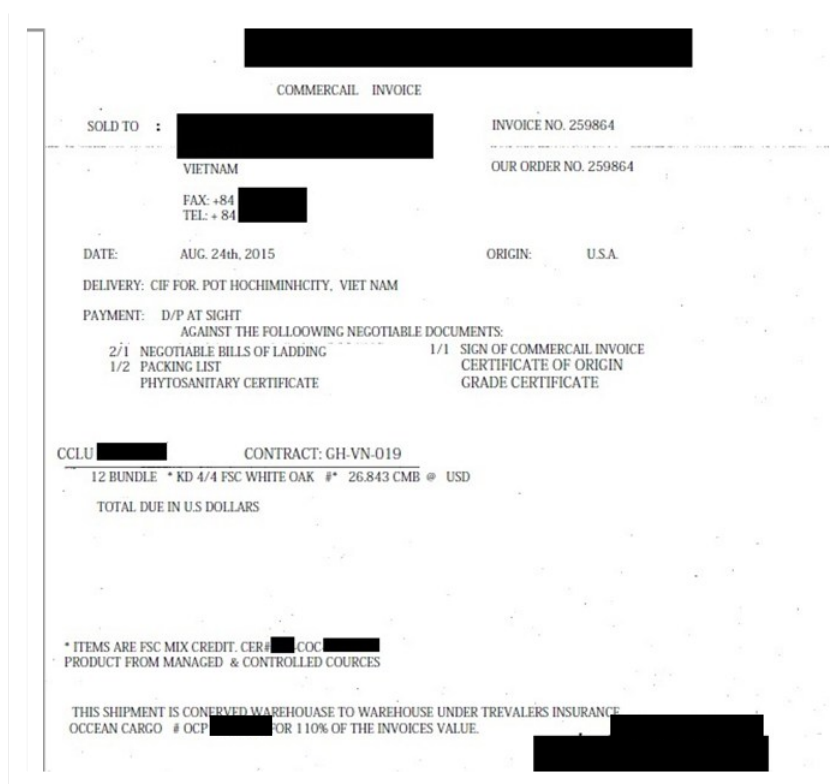 COMMERCAIL INVOICE
SOLD TO :
INVOICE NO. 259864
VIETNAM
OUR ORDER NO. 259864
FAX: +84
TEL: + 84
DATE: AUG. 24th, 2015 ORIGIN: U.S.A.
DELIVERY: CIF FOR. POT HOCHIMINHCITY, VIET NAM
PAYMENT: D/P AT SIGHT
AGAINST THE FOLLOOWING NEGOTIABLE DOCUMENTS:
2/1 NEGOTIABLE BILLS OF LADDING 1/1 SIGN OF COMMERCAIL INVOICE
1/2 PACKING LIST CERTIFICATE OF ORIGIN
PHYTOSANITARY CERTIFICATE GRADE CERTIFICATE
CCLU CONTRACT: GH-VN-019
12 BUNDLE * KD 4/4 FSC WHITE OAK #* 26.843 CMB @ USD
TOTAL DUE IN U.S DOLLARS
* ITEMS ARE FSC MIX CREDIT. CER# -COC-
PRODUCT FROM MANAGED & CONTROLLED COURCES
THIS SHIPMENT IS CONERVED WAREHOUASE TO WAREHOUSE UNDER TREVALERS INSURANCE
OCCEAN CARGO # OCP FOR 110% OF THE INVOICES VALUE.